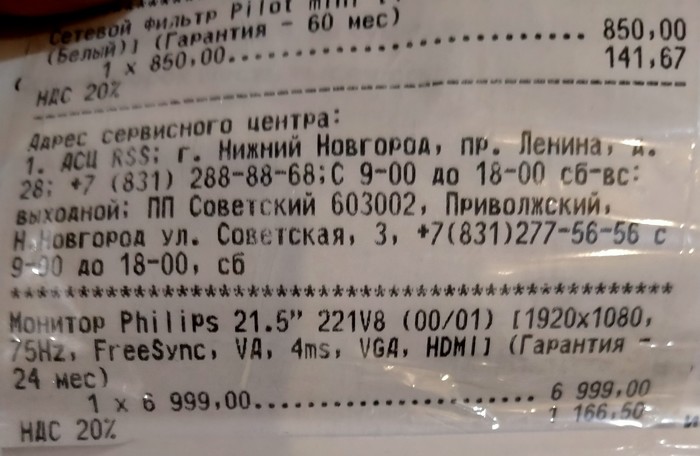 Сетевой фильтр Pilot mini
(Белый)] (Гарантия - 60 мес)
1 x 850,00.............................. 850,00
НДС 20% 141,67
Адрес сервисного центра:
1. АСЦ RSS: г. Нижний Новгород, пр. Ленина, д.
28; +7 (831) 288-88-68;С 9-00 до 18-00 сб-вс:
выходной; ПП Советский 603002, Приволжский,
Н.Новгород ул. Советская, 3, +7(831)277-56-56 с
9-00 до 18-00, сб
**************************************************
Монитор Philips 21.5” 221V8 (00/01) [1920x1080,
75Hz, FreeSync, VA, 4ms, VGA, HDMI] (Гарантия -
24 мес)
1 x 6 999,00......................... 6 999,00
НДС 20% 1 166,50